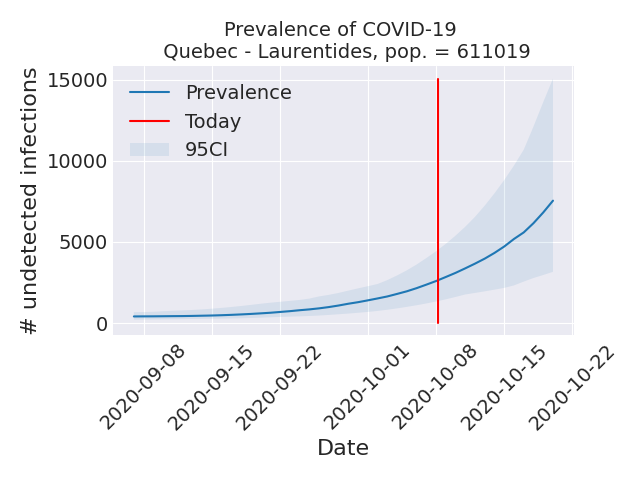 Prevalence of COVID-19
Quebec - Laurentides, pop. = 611019
# undetected infections
15000
10000
5000
0
Prevalence
Today
95CI
2020-09-08
2020-09-15
2020-09-22
2020-10-01
2020-10-08
2020-10-15
2020-10-22
Date